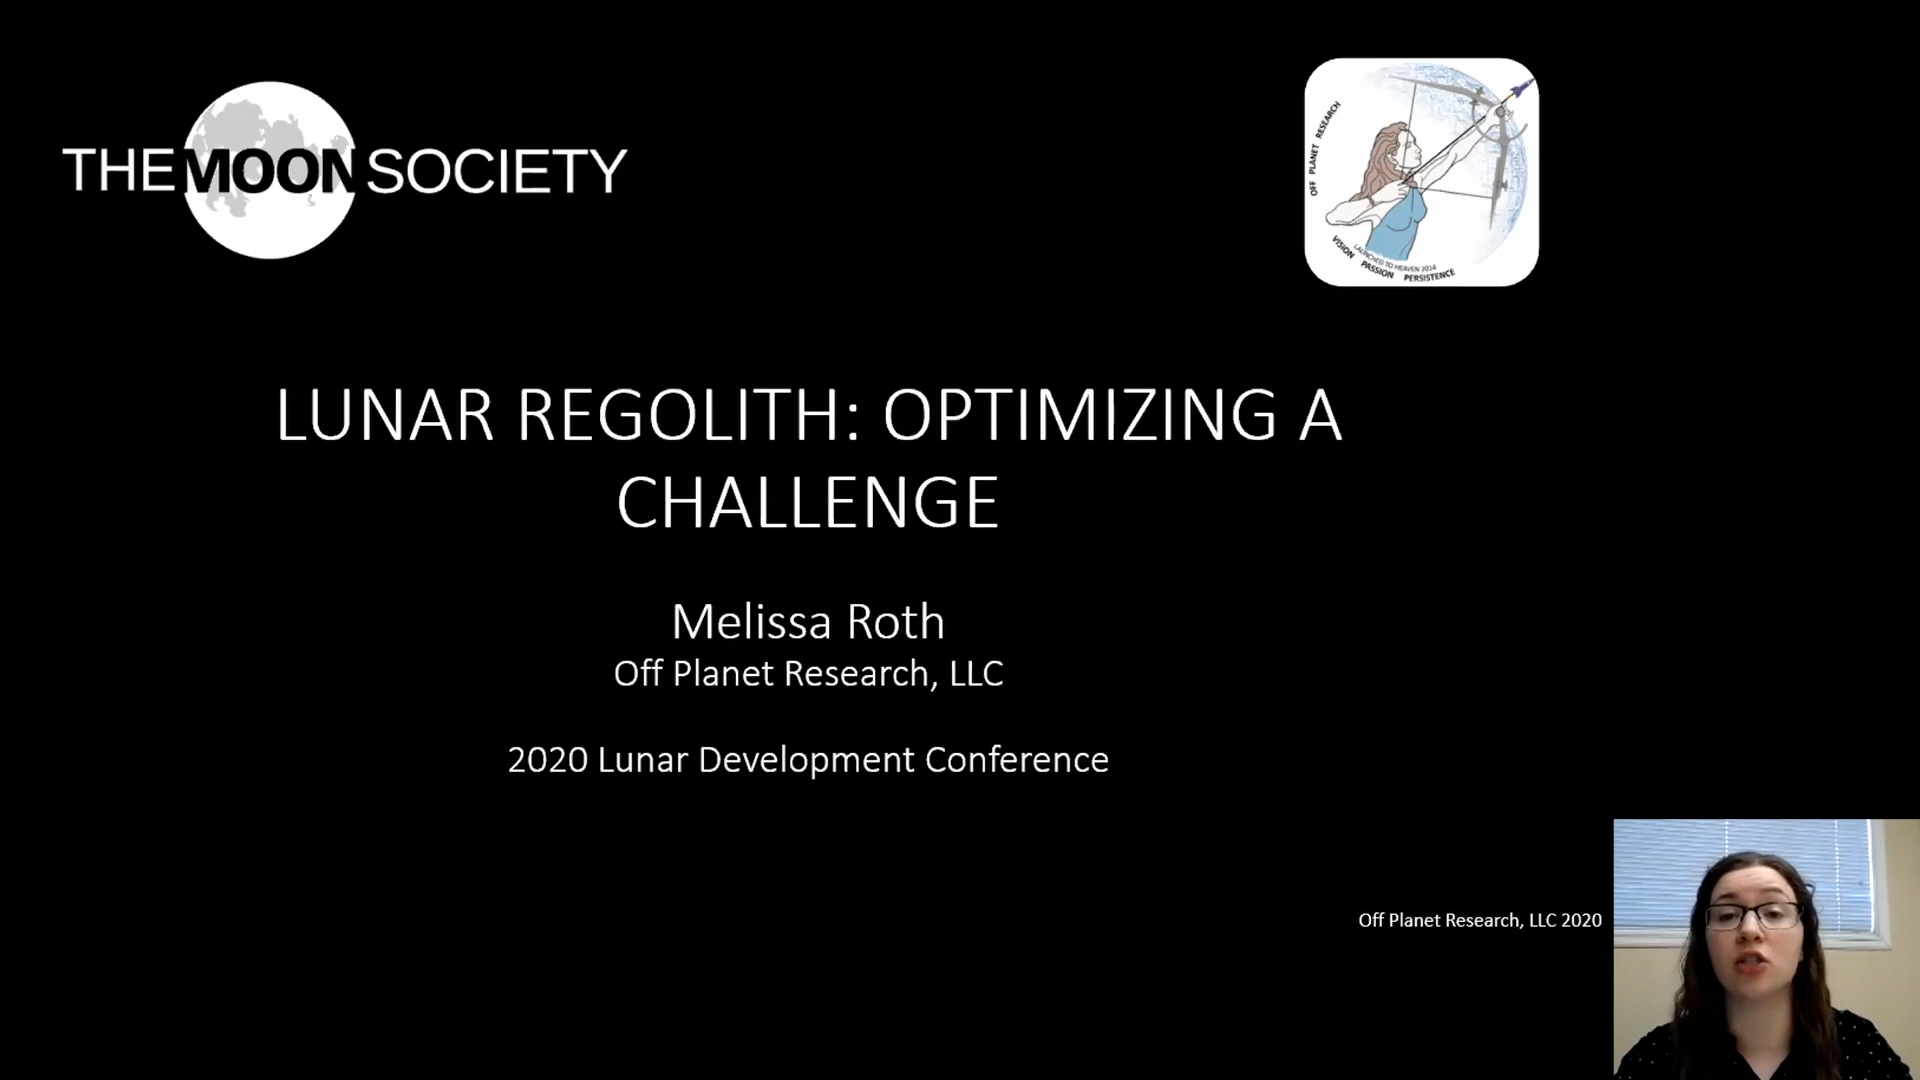 THE MOON SOCIETY
OFF PLANET RESEARCH
LAUNCHED TO HEAVEN 2014
VISION PASSION PERSISTENCE
LUNAR REGOLITH: OPTIMIZING A
CHALLENGE
Melissa Roth
Off Planet Research, LLC
2020 Lunar Development Conference
Off Planet Research, LLC 2020